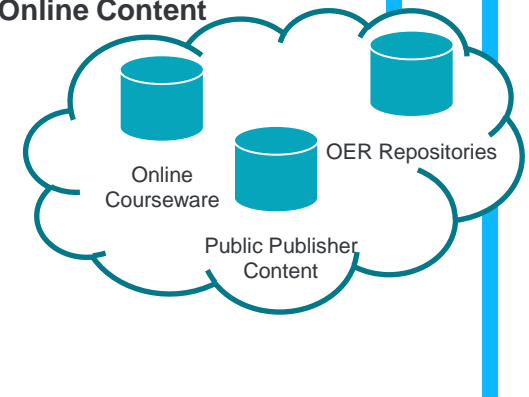 Online Content
OER Repositories
Online
Courseware
Public Publisher
Content